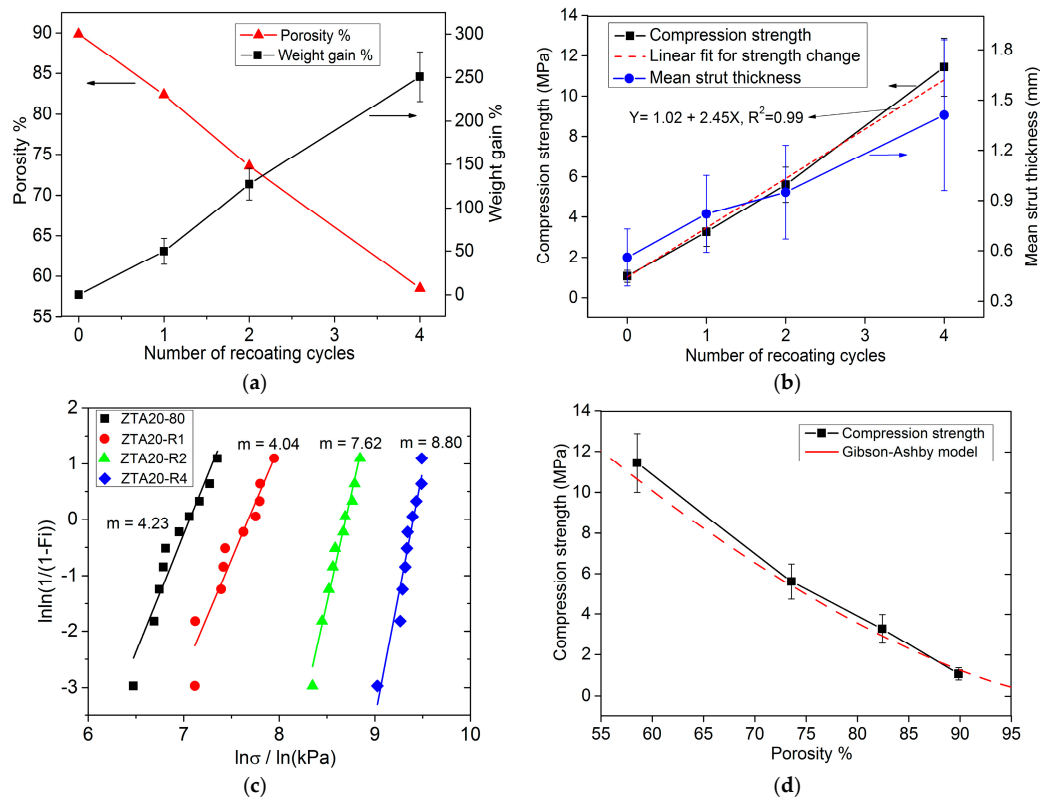 90
85
80
75
70
65
60
55
Porosity %
Porosity %
Weight gain %
300
250
200
150
100
50
0
Weight gain %
0 1 2 3 4
Number of recoating cycles
(a)
14
12
10
8
6
4
2
0
Compression strength (MPa)
Compression strength
Linear fit for strength change
Mean strut thickness
Y= 1.02 + 2.45X, R²=0.99
1.8
1.5
1.2
0.9
0.6
0.3
Mean strut thickness (mm)
0 1 2 3 4
Number of recoating cycles
(b)
2
1
0
-1
-2
-3
lnln(1/(1-Fi))
ZTA20-80
ZTA20-R1
ZTA20-R2
ZTA20-R4
m = 4.23
m = 4.04
m = 7.62
m = 8.80
6 7 8 9 10
lnσ / ln(kPa)
(c)
14
12
10
8
6
4
2
0
Compression strength (MPa)
Compression strength
Gibson-Ashby model
55 60 65 70 75 80 85 90 95
Porosity %
(d)